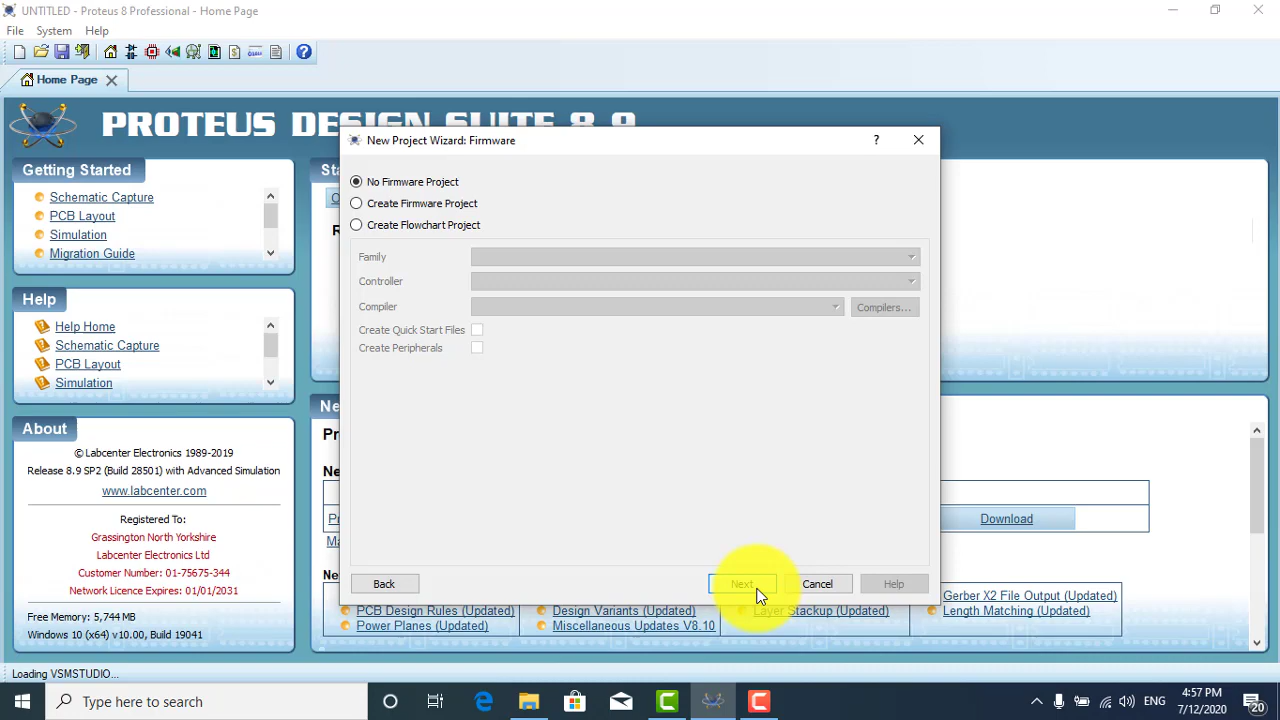 UNTITLED - Proteus 8 Professional - Home Page
File System Help
Home Page
PROTEUS DESIGN SUITE 8.9
Getting Started
Schematic Capture
PCB Layout
Simulation
Migration Guide
Help
Help Home
Schematic Capture
PCB Layout
Simulation
About
© Labcenter Electronics 1989-2019
Release 8.9 SP2 (Build 28501) with Advanced Simulation
www.labcenter.com
Registered To:
Grassington North Yorkshire
Labcenter Electronics Ltd
Customer Number: 01-75675-344
Network Licence Expires: 01/01/2031
Free Memory: 5,744 MB
Windows 10 (x64) v10.00, Build 19041
New Project Wizard: Firmware
No Firmware Project
Create Firmware Project
Create Flowchart Project
Family
Controller
Compiler
Compilers...
Create Quick Start Files
Create Peripherals
Back
Next
Cancel
Help
Download
PCB Design Rules (Updated)
Power Planes (Updated)
Design Variants (Updated)
Miscellaneous Updates V8.10
Layer Stackup (Updated)
Gerber X2 File Output (Updated)
Length Matching (Updated)
Loading VSMSTUDIO...
Type here to search
ENG
4:57 PM
7/12/2020
20